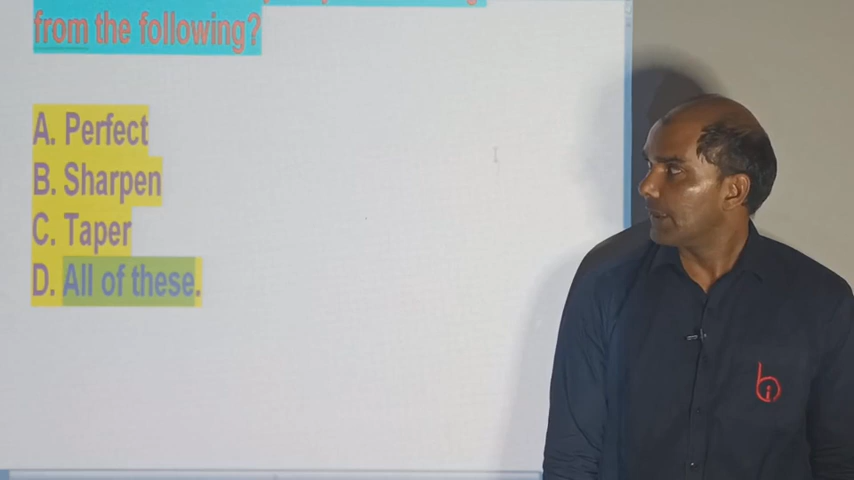 from the following?
A. Perfect
B. Sharpen
C. Taper
D. All of these.